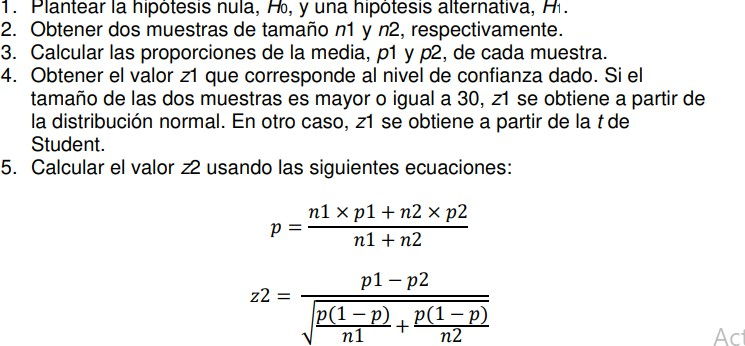 1. Plantear la hipótesis nula, H0, y una hipótesis alternativa, H1.
2. Obtener dos muestras de tamaño n1 y n2, respectivamente.
3. Calcular las proporciones de la media, p1 y p2, de cada muestra.
4. Obtener el valor z1 que corresponde al nivel de confianza dado. Si el
tamaño de las dos muestras es mayor o igual a 30, z1 se obtiene a partir de
la distribución normal. En otro caso, z1 se obtiene a partir de la t de
Student.
5. Calcular el valor z2 usando las siguientes ecuaciones:
p = (n1 × p1 + n2 × p2) / (n1 + n2)
z2 = (p1 − p2) / √(p(1 − p)/n1 + p(1 − p)/n2)
Act